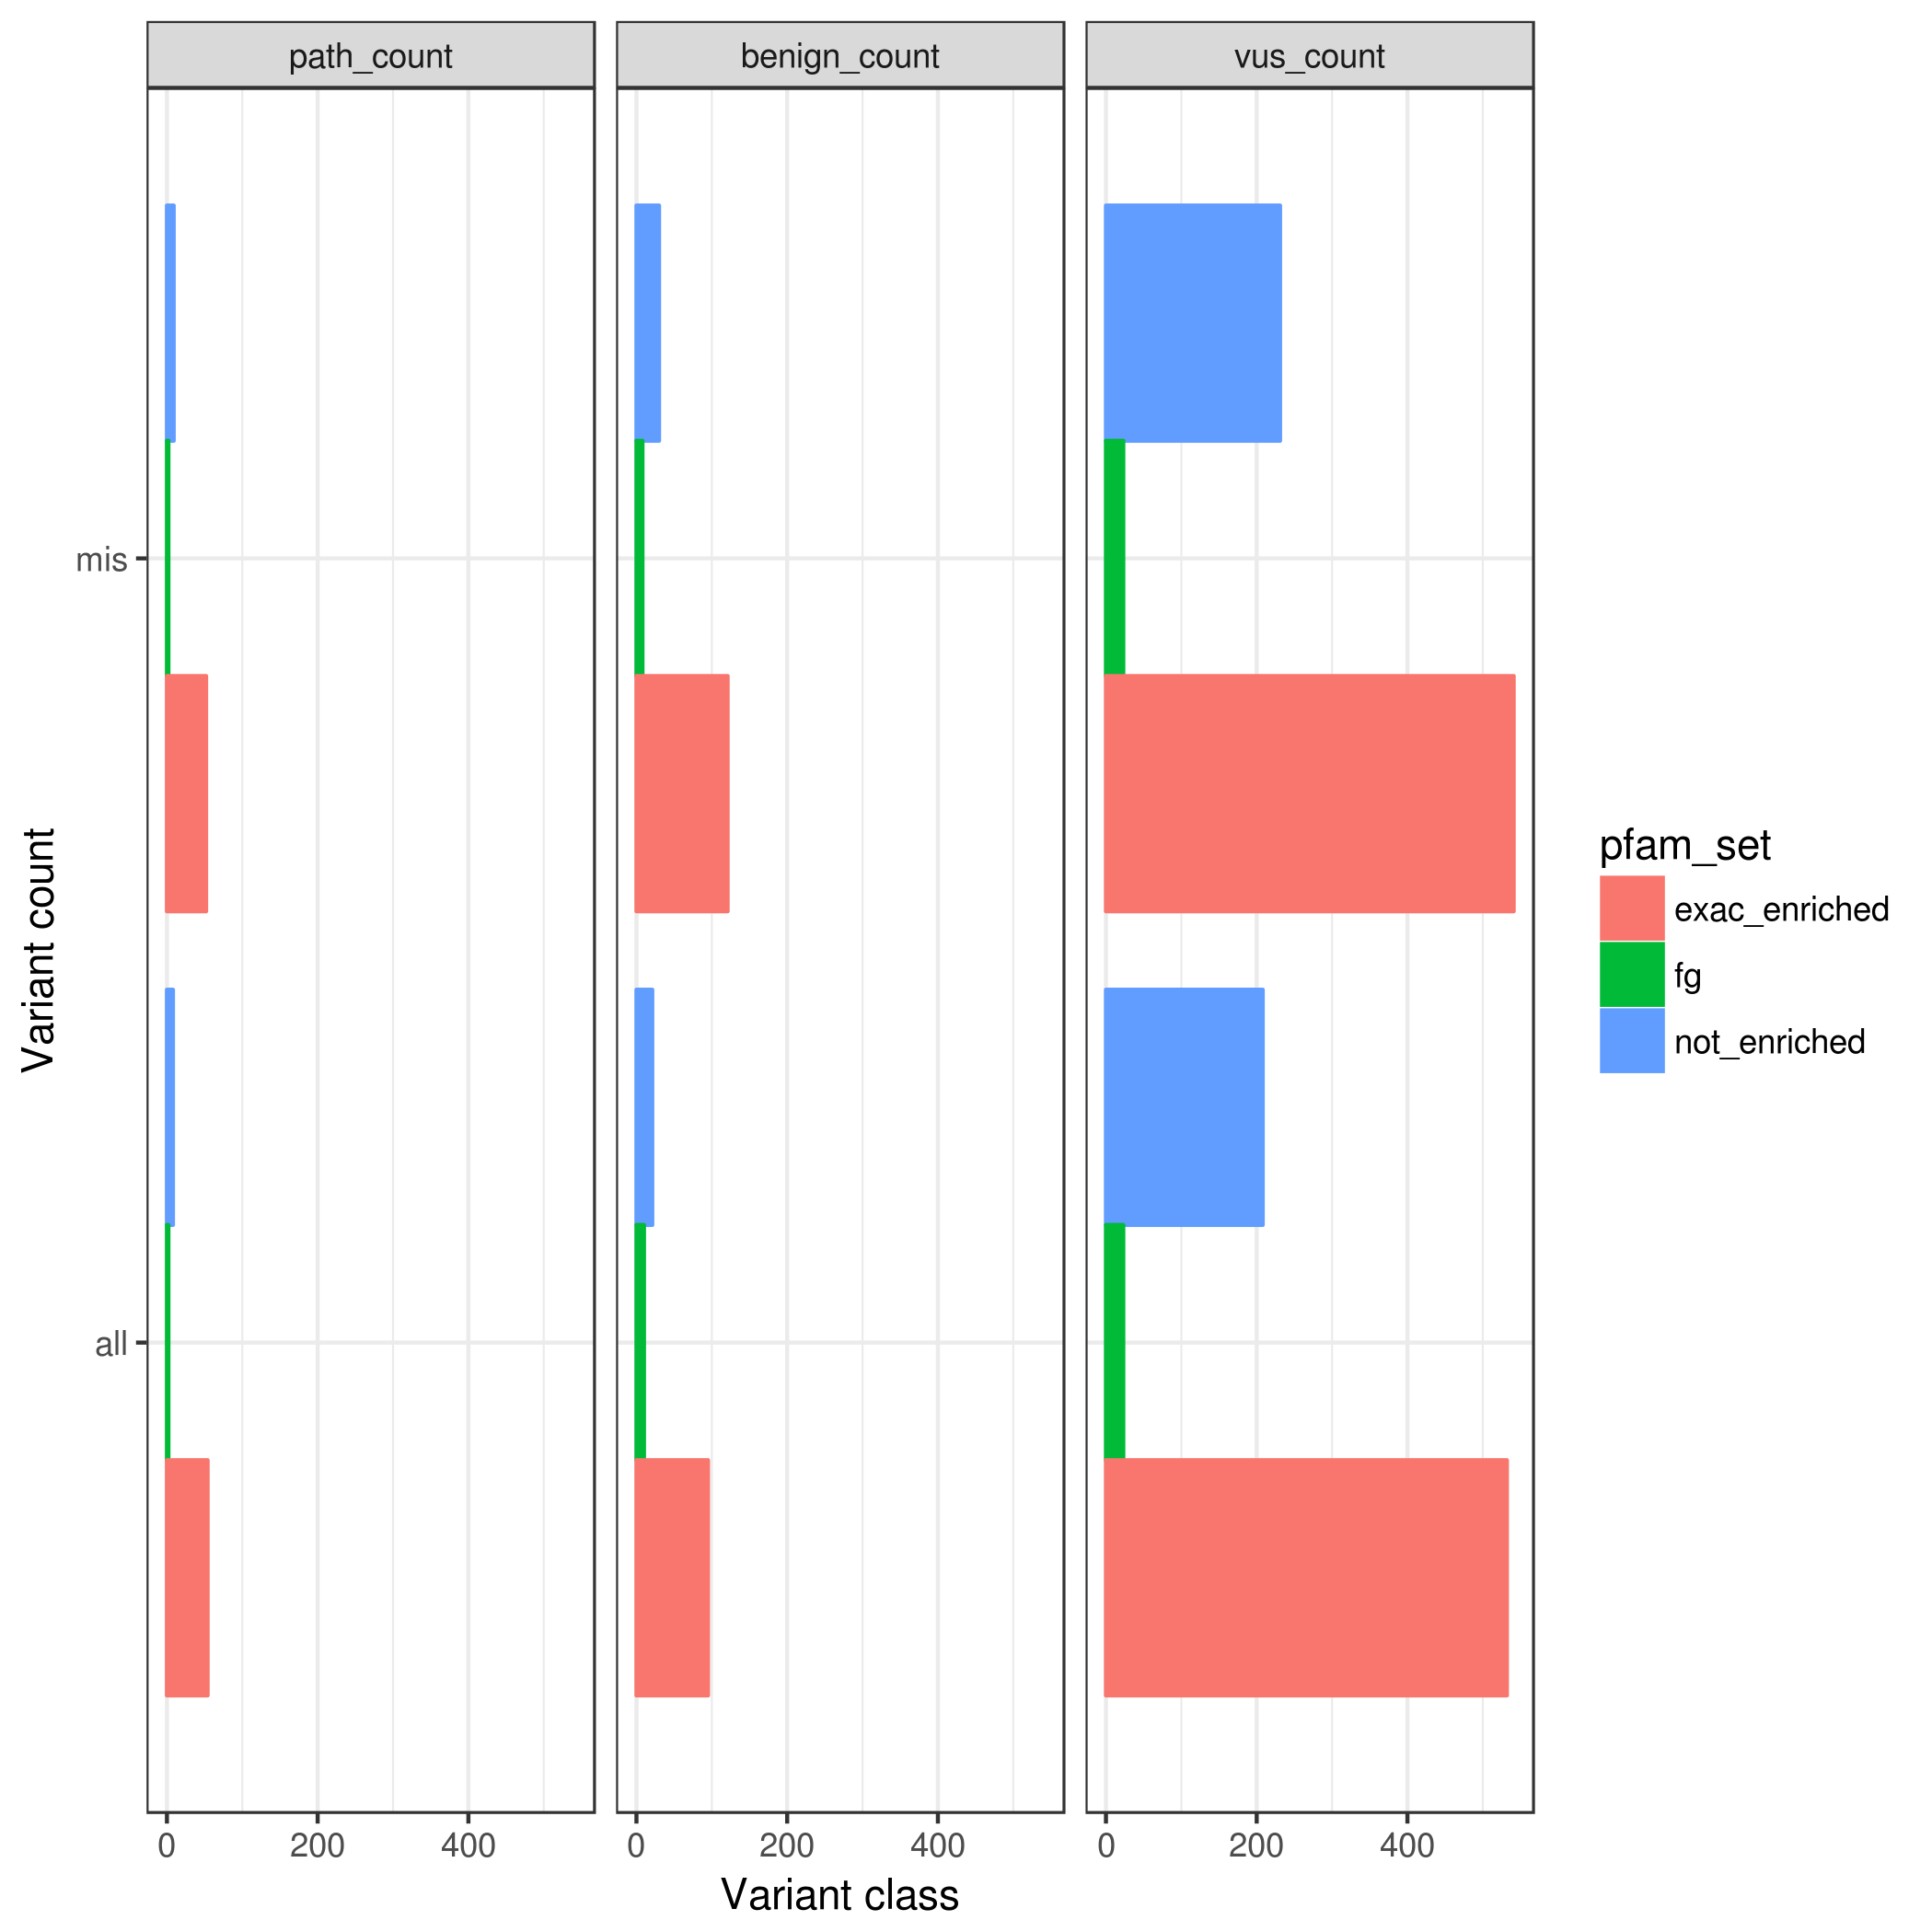 path_count
benign_count
vus_count
Variant count
mis
all
0 200 400
0 200 400
0 200 400
Variant class
pfam_set
exac_enriched
fg
not_enriched